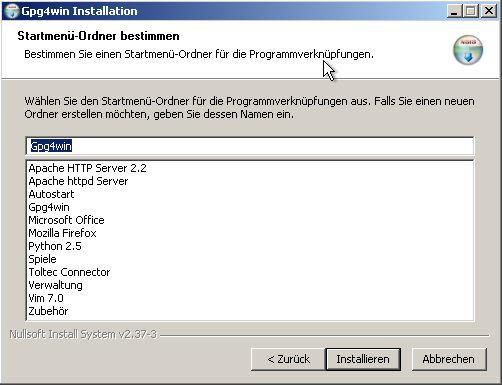 Gpg4win Installation
Startmenü-Ordner bestimmen
Bestimmen Sie einen Startmenü-Ordner für die Programmverknüpfungen.
Wählen Sie den Startmenü-Ordner für die Programmverknüpfungen aus. Falls Sie einen neuen
Ordner erstellen möchten, geben Sie dessen Namen ein.
Gpg4win
Apache HTTP Server 2.2
Apache httpd Server
Autostart
Gpg4win
Microsoft Office
Mozilla Firefox
Python 2.5
Spiele
Toltec Connector
Verwaltung
Vim 7.0
Zubehör
Nullsoft Install System v2.37-3
< Zurück
Installieren
Abbrechen